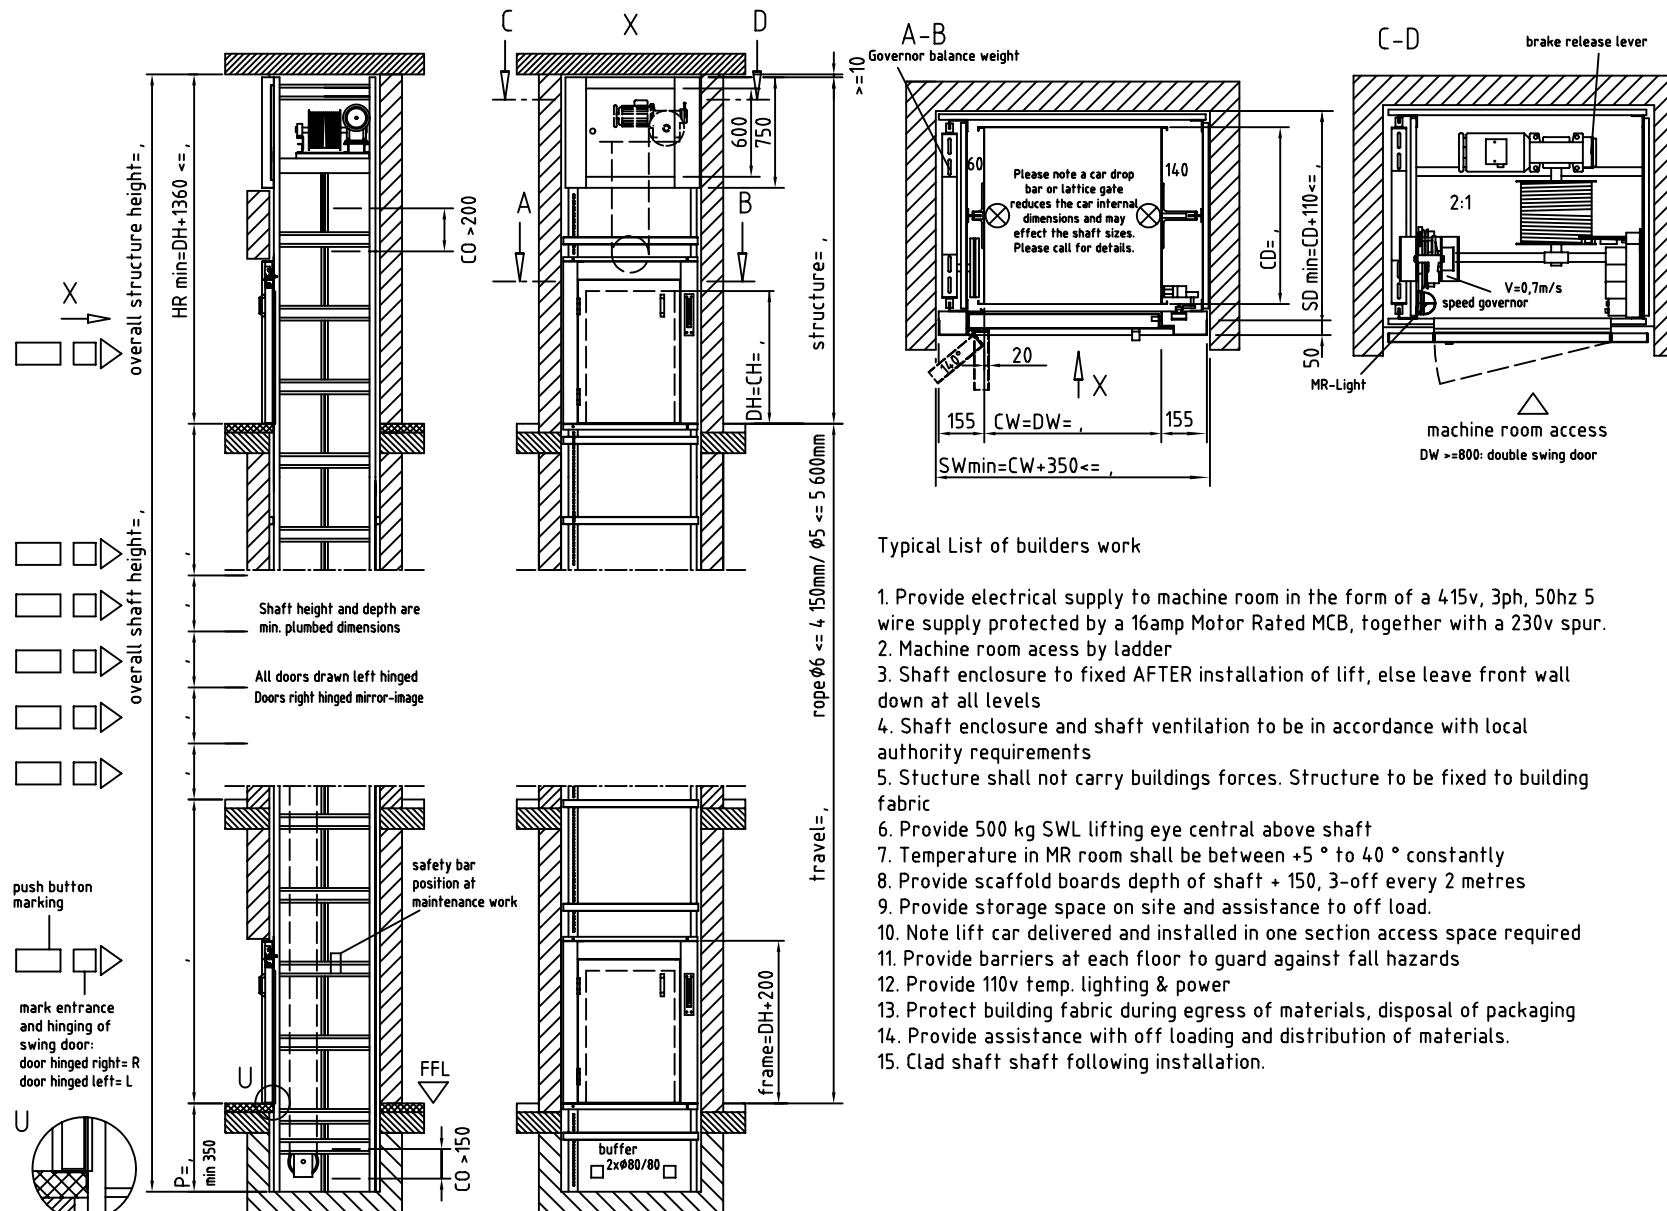 C
X
D
A
B
X
overall structure height=,
HR min=DH+1360 <=,
CO >200
600
750
>=10
structure=,
DH=CH=,
overall shaft height=,
,
,
,
,
,
,
Shaft height and depth are
min. plumbed dimensions
All doors drawn left hinged
Doors right hinged mirror-image
rope Ø6 <= 4 150mm/ Ø5 <= 5 600mm
travel=,
safety bar
position at
maintenance work
push button
marking
mark entrance
and hinging of
swing door:
door hinged right= R
door hinged left= L
U
U
FFL
P=,
min 350
CO >150
frame=DH+200
buffer
2xØ80/80
A-B
Governor balance weight
60
140
Please note a car drop
bar or lattice gate
reduces the car internal
dimensions and may
effect the shaft sizes.
Please call for details.
CD=,
SD min=CD+110<=,
50
140°
20
X
155
CW=DW=,
155
SWmin=CW+350<=,
C-D
brake release lever
2:1
V=0,7m/s
speed governor
MR-Light
machine room access
DW >=800: double swing door
Typical List of builders work
1. Provide electrical supply to machine room in the form of a 415v, 3ph, 50hz 5
wire supply protected by a 16amp Motor Rated MCB, together with a 230v spur.
2. Machine room acess by ladder
3. Shaft enclosure to fixed AFTER installation of lift, else leave front wall
down at all levels
4. Shaft enclosure and shaft ventilation to be in accordance with local
authority requirements
5. Stucture shall not carry buildings forces. Structure to be fixed to building
fabric
6. Provide 500 kg SWL lifting eye central above shaft
7. Temperature in MR room shall be between +5 ° to 40 ° constantly
8. Provide scaffold boards depth of shaft + 150, 3-off every 2 metres
9. Provide storage space on site and assistance to off load.
10. Note lift car delivered and installed in one section access space required
11. Provide barriers at each floor to guard against fall hazards
12. Provide 110v temp. lighting & power
13. Protect building fabric during egress of materials, disposal of packaging
14. Provide assistance with off loading and distribution of materials.
15. Clad shaft shaft following installation.